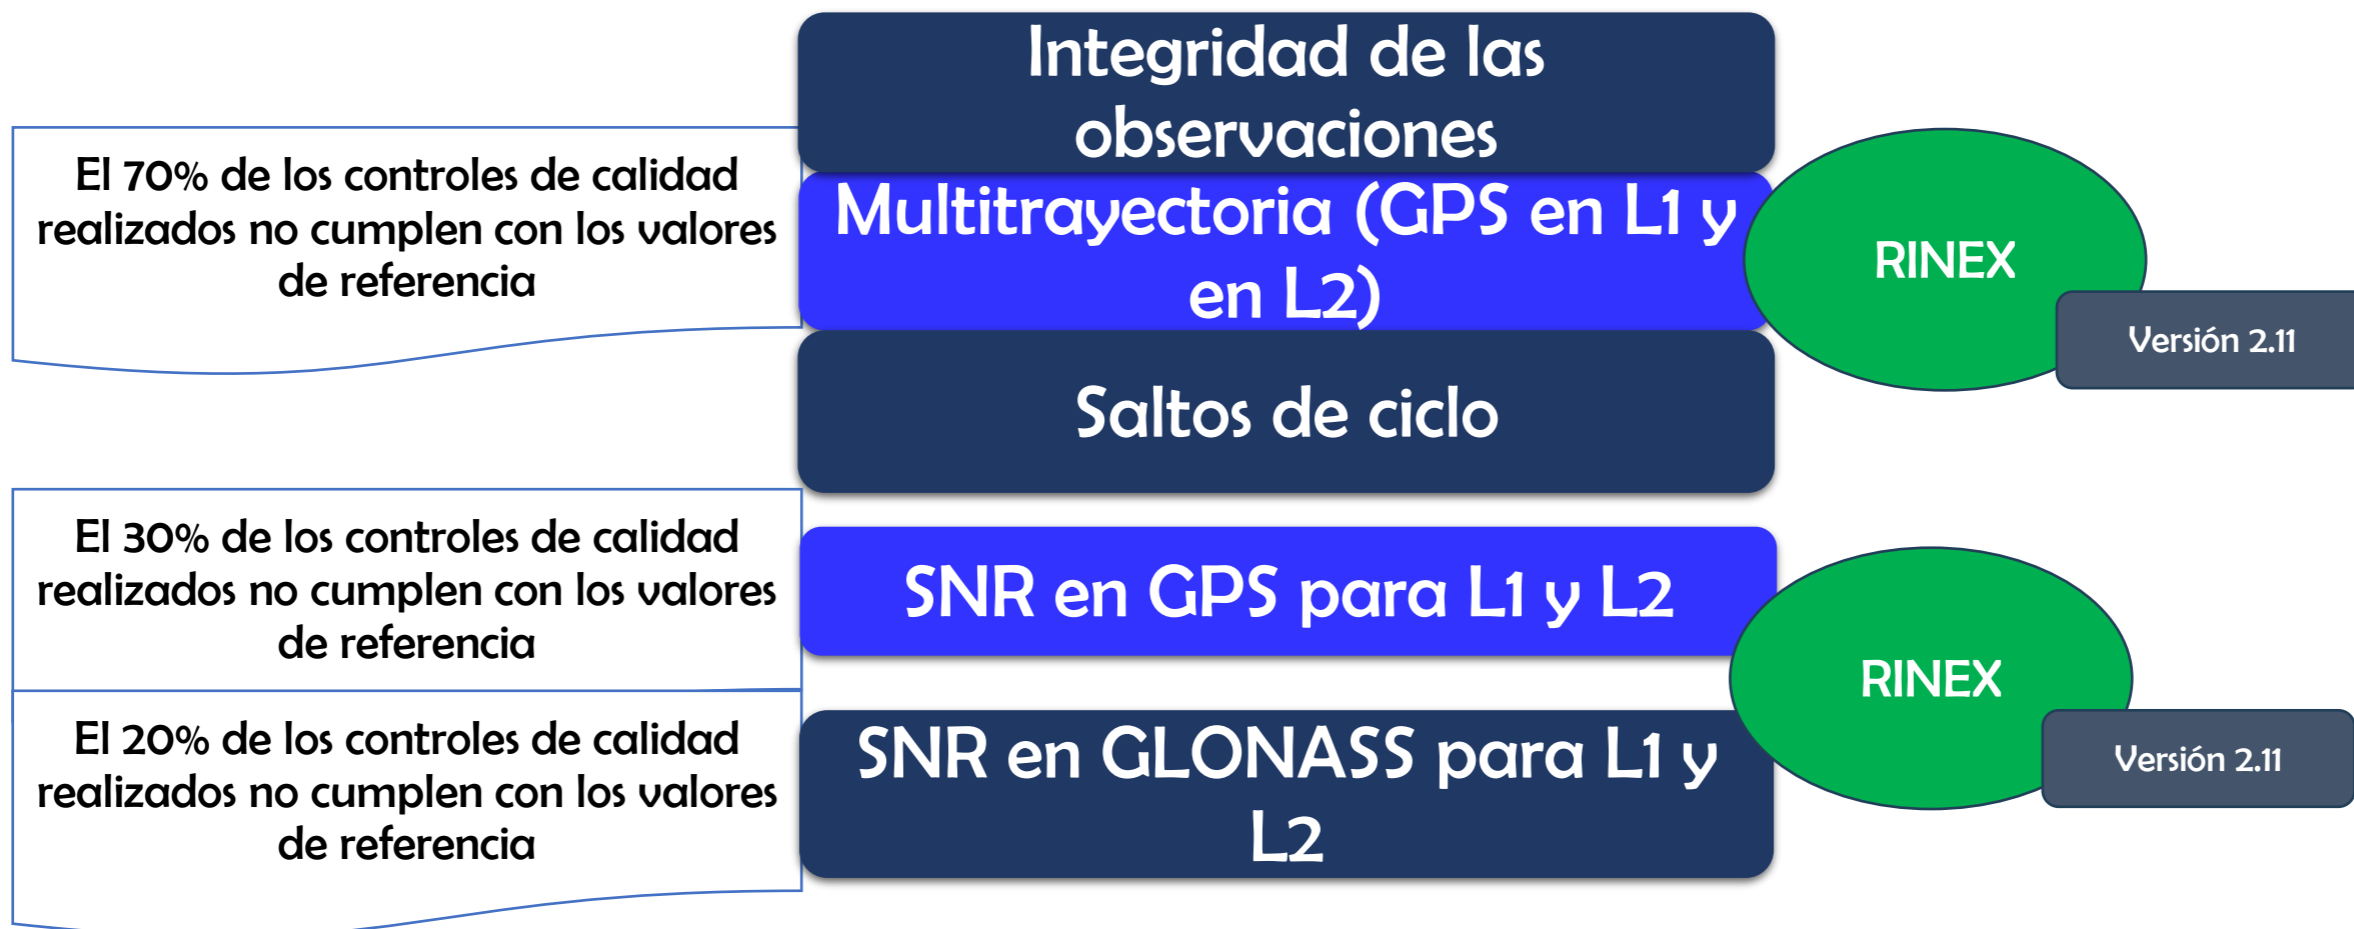 Integridad de las
observaciones
El 70% de los controles de calidad
realizados no cumplen con los valores
de referencia
Multitrayectoria (GPS en L1 y
en L2)
RINEX
Versión 2.11
Saltos de ciclo
El 30% de los controles de calidad
realizados no cumplen con los valores
de referencia
SNR en GPS para L1 y L2
RINEX
Versión 2.11
El 20% de los controles de calidad
realizados no cumplen con los valores
de referencia
SNR en GLONASS para L1 y
L2